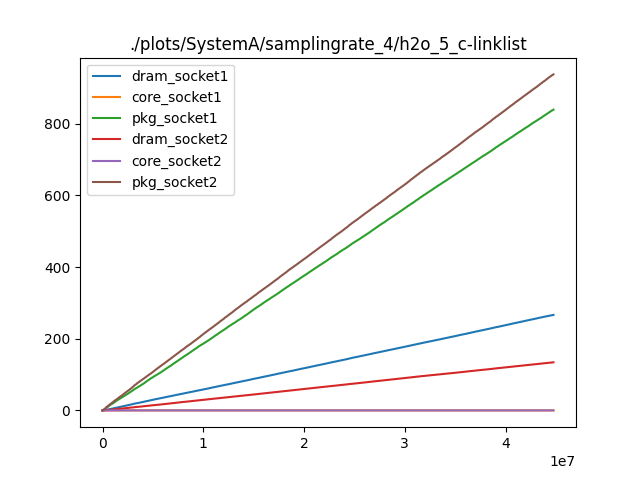 ./plots/SystemA/samplingrate_4/h2o_5_c-linklist
dram_socket1
core_socket1
pkg_socket1
dram_socket2
core_socket2
pkg_socket2
800
600
400
200
0
0 1 2 3 4
1e7